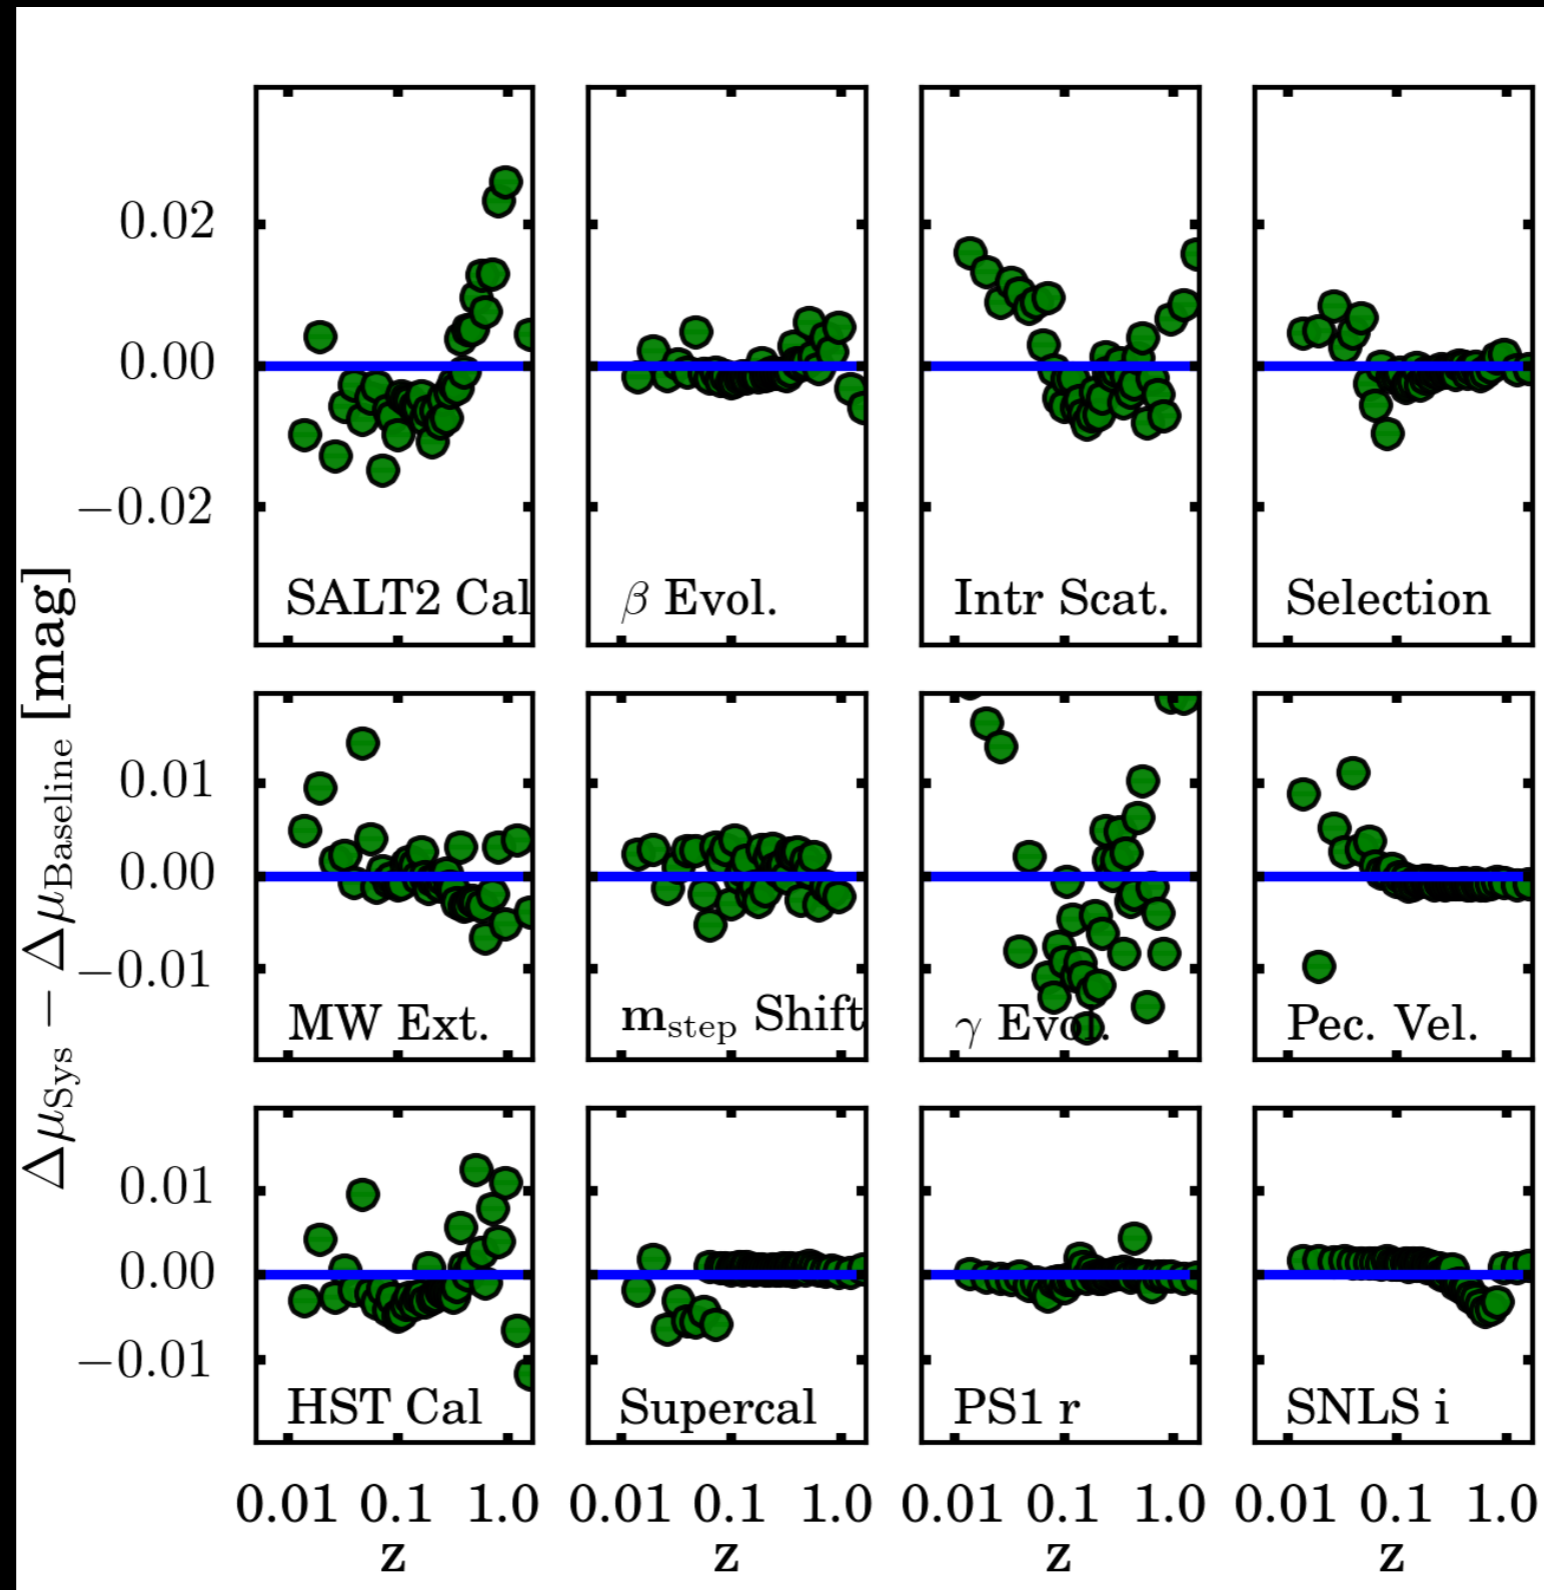 0.02
0.00
−0.02
SALT2 Cal
β Evol.
Intr Scat.
Selection
Δμ_Sys − Δμ_Baseline [mag]
0.01
0.00
−0.01
MW Ext.
m_step Shift
γ Evol.
Pec. Vel.
0.01
0.00
−0.01
HST Cal
Supercal
PS1 r
SNLS i
0.01 0.1 1.0
0.01 0.1 1.0
0.01 0.1 1.0
0.01 0.1 1.0
z
z
z
z